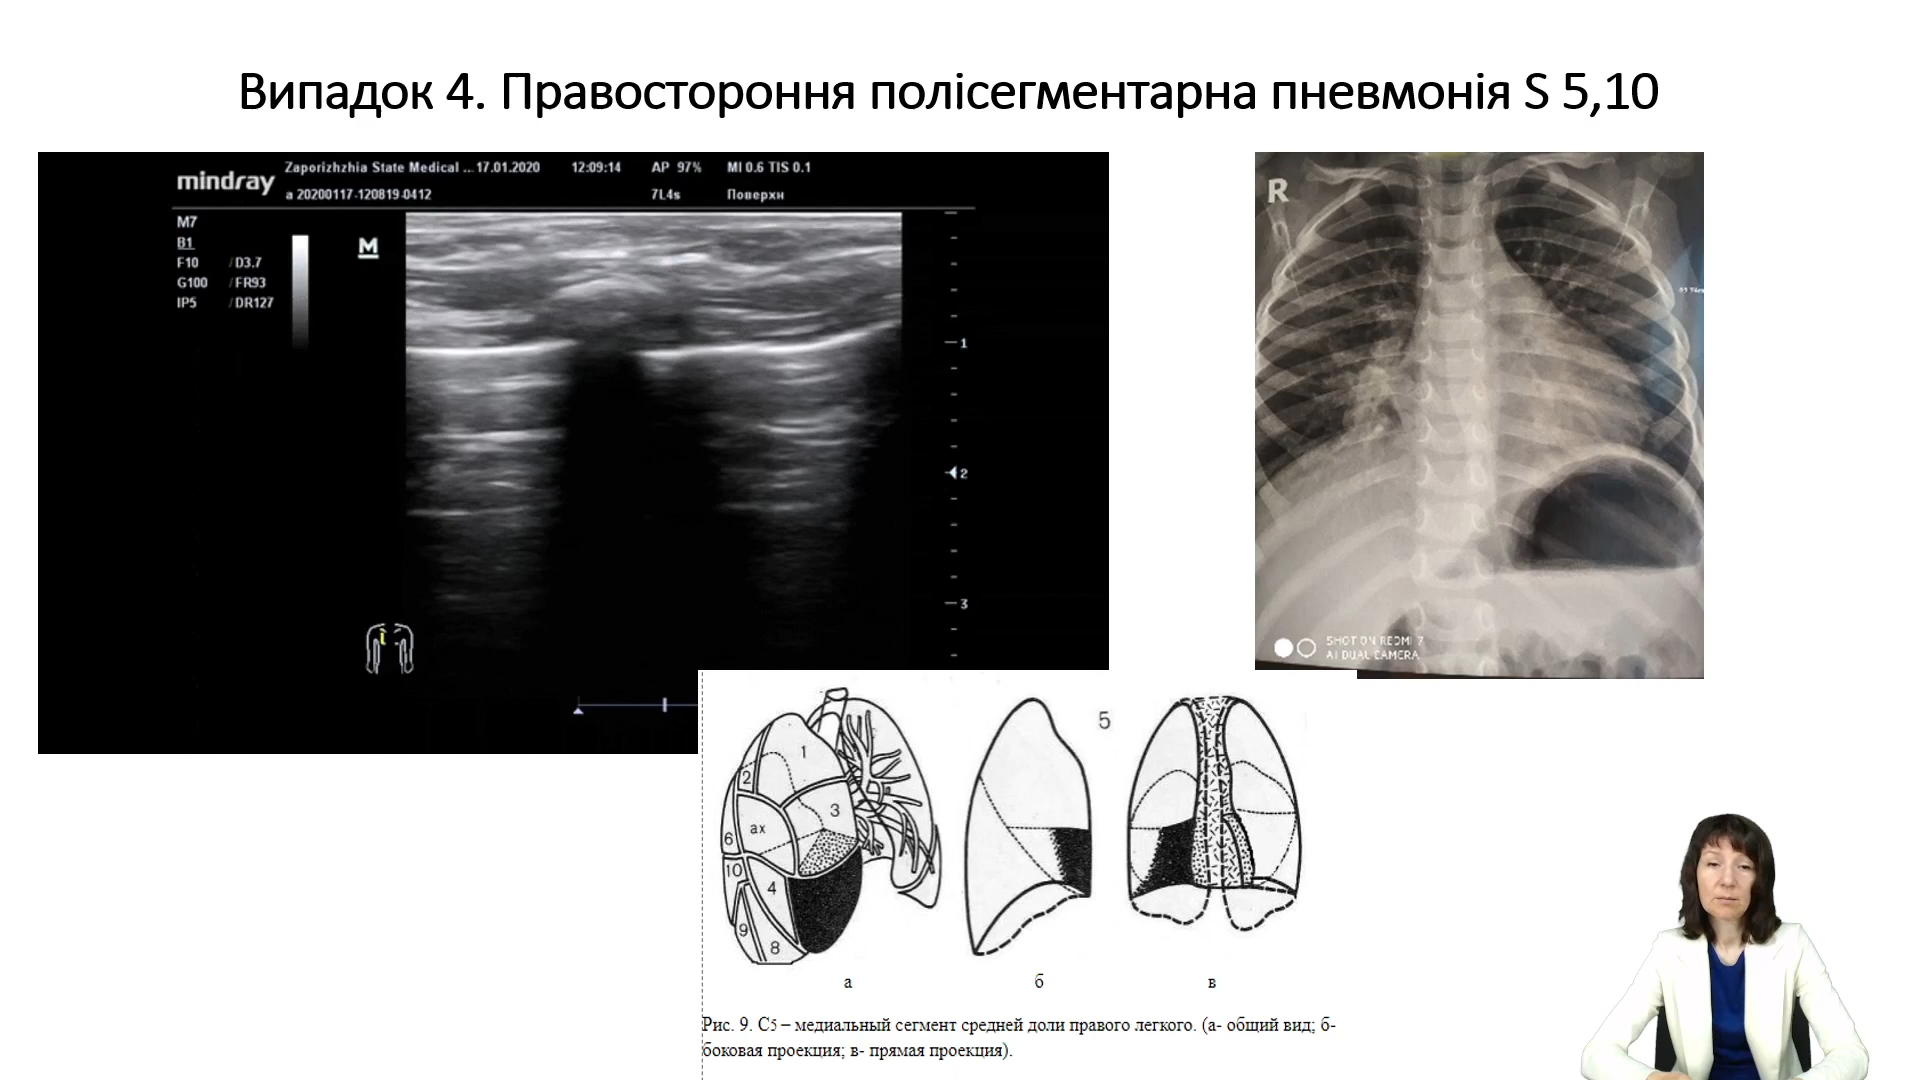 Випадок 4. Правостороння полісегментарна пневмонія S 5,10
mindray
Zaporizhzhia State Medical ... 17.01.2020 12:09:14 AP 97% MI 0.6 TIS 0.1
a 20200117-120819-0412 7L4s Поверхн
M7
B1
F10 / D3.7
G100 / FR93
IP5 / DR127
M
1
2
3
R
SHOT ON REDMI 7
AI DUAL CAMERA
5
1
2
3
ax
6
10
4
9
8
а б в
Рис. 9. С5 – медиальный сегмент средней доли правого легкого. (а- общий вид; б-
боковая проекция; в- прямая проекция).